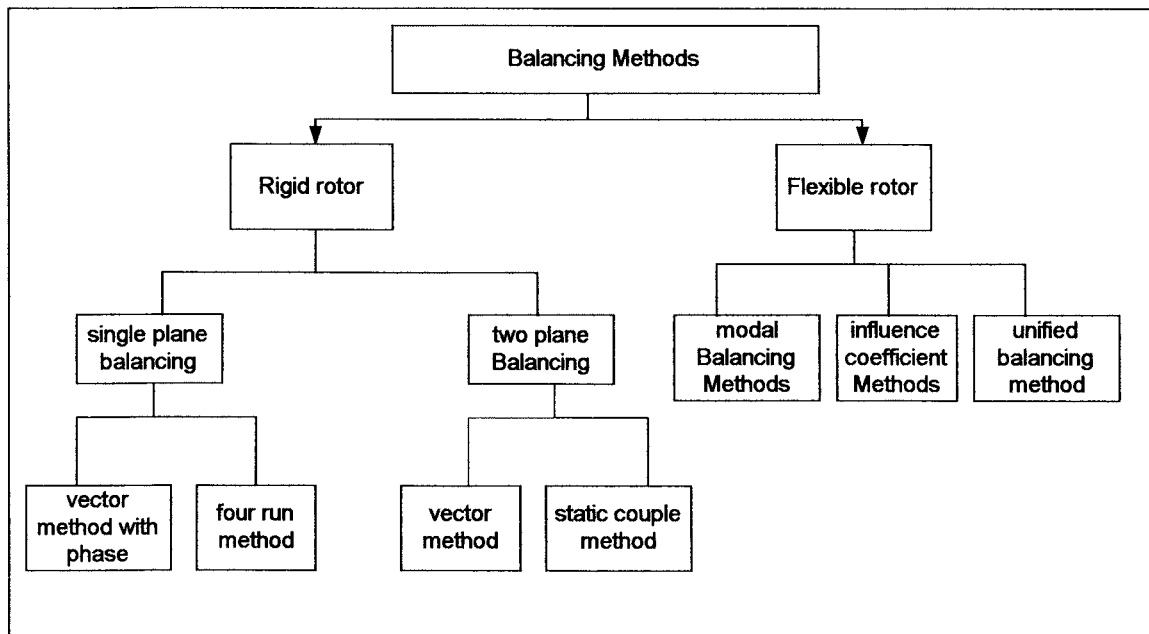 Balancing Methods
Rigid rotor
Flexible rotor
single plane
balancing
two plane
Balancing
modal
Balancing
Methods
influence
coefficient
Methods
unified
balancing
method
vector
method with
phase
four run
method
vector
method
static couple
method